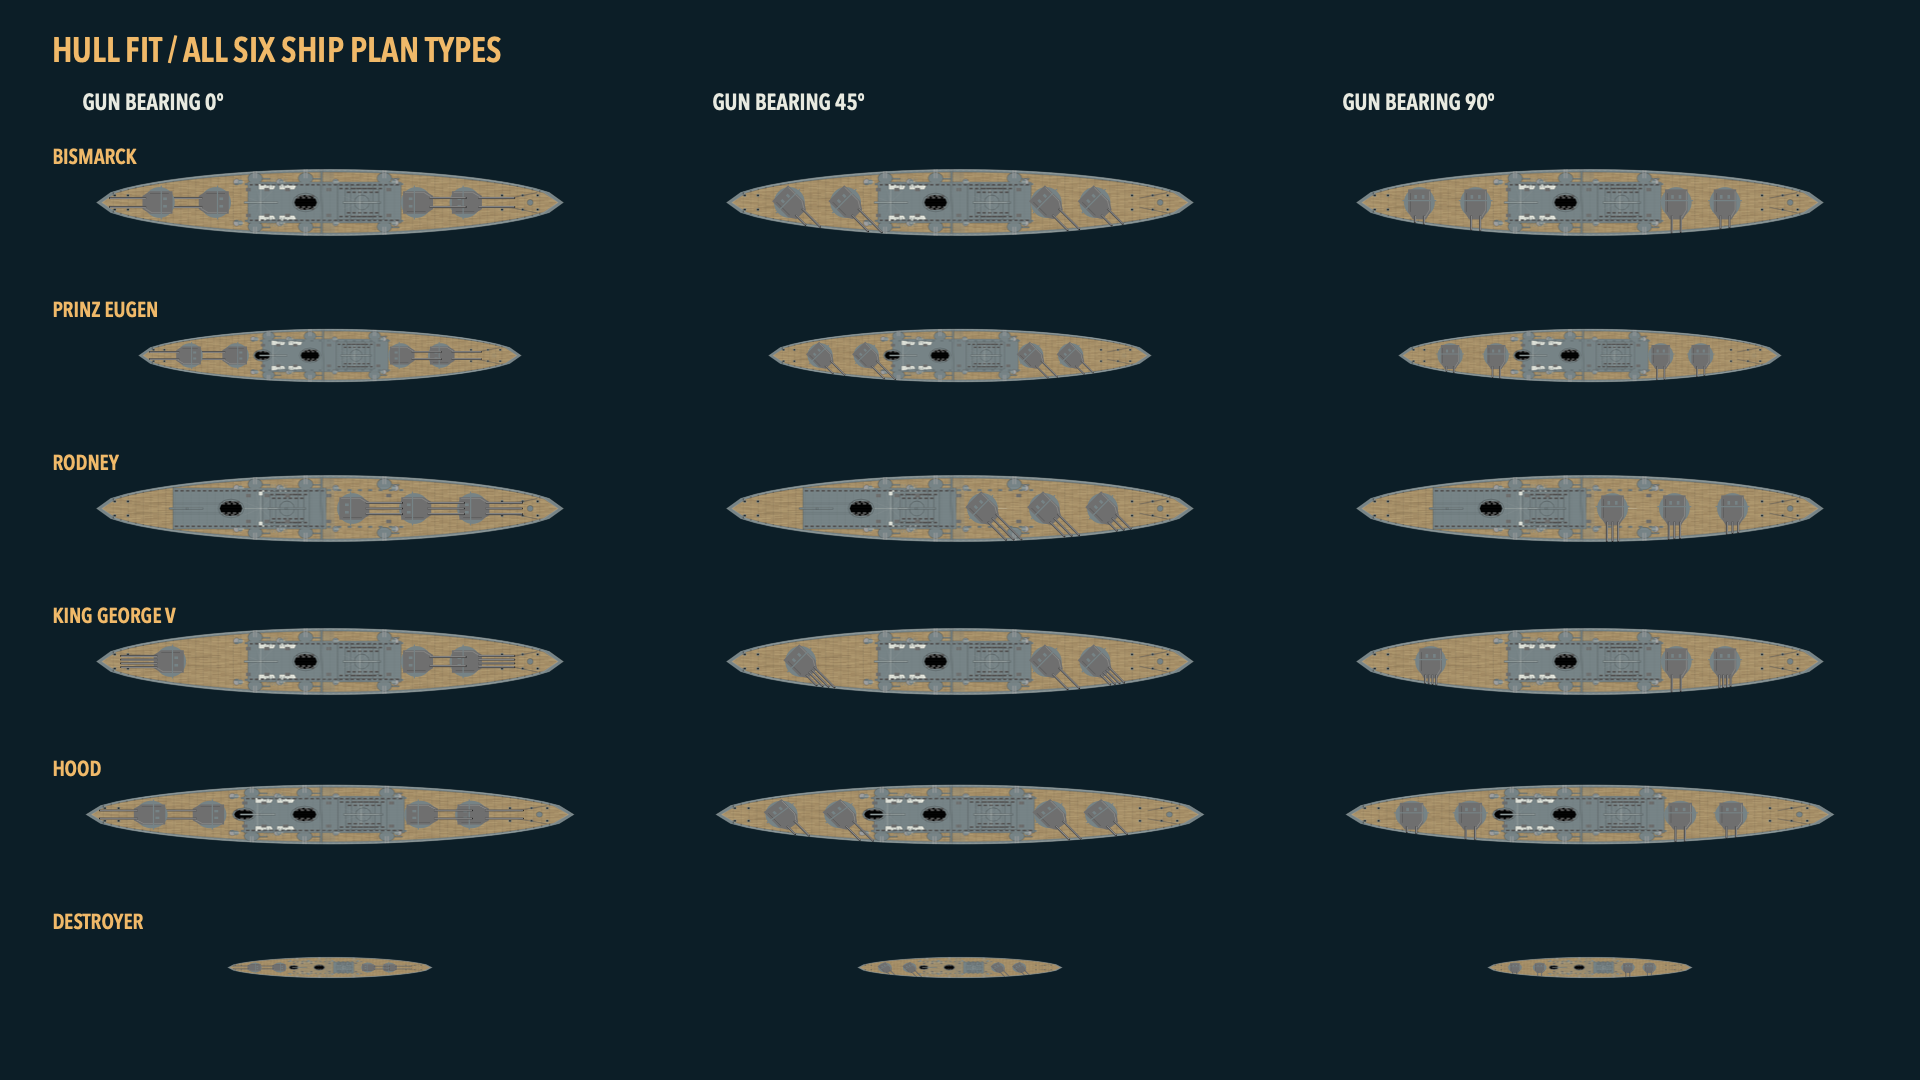 HULL FIT / ALL SIX SHIP PLAN TYPES
GUN BEARING 0°
GUN BEARING 45°
GUN BEARING 90°
BISMARCK
PRINZ EUGEN
RODNEY
KING GEORGE V
HOOD
DESTROYER